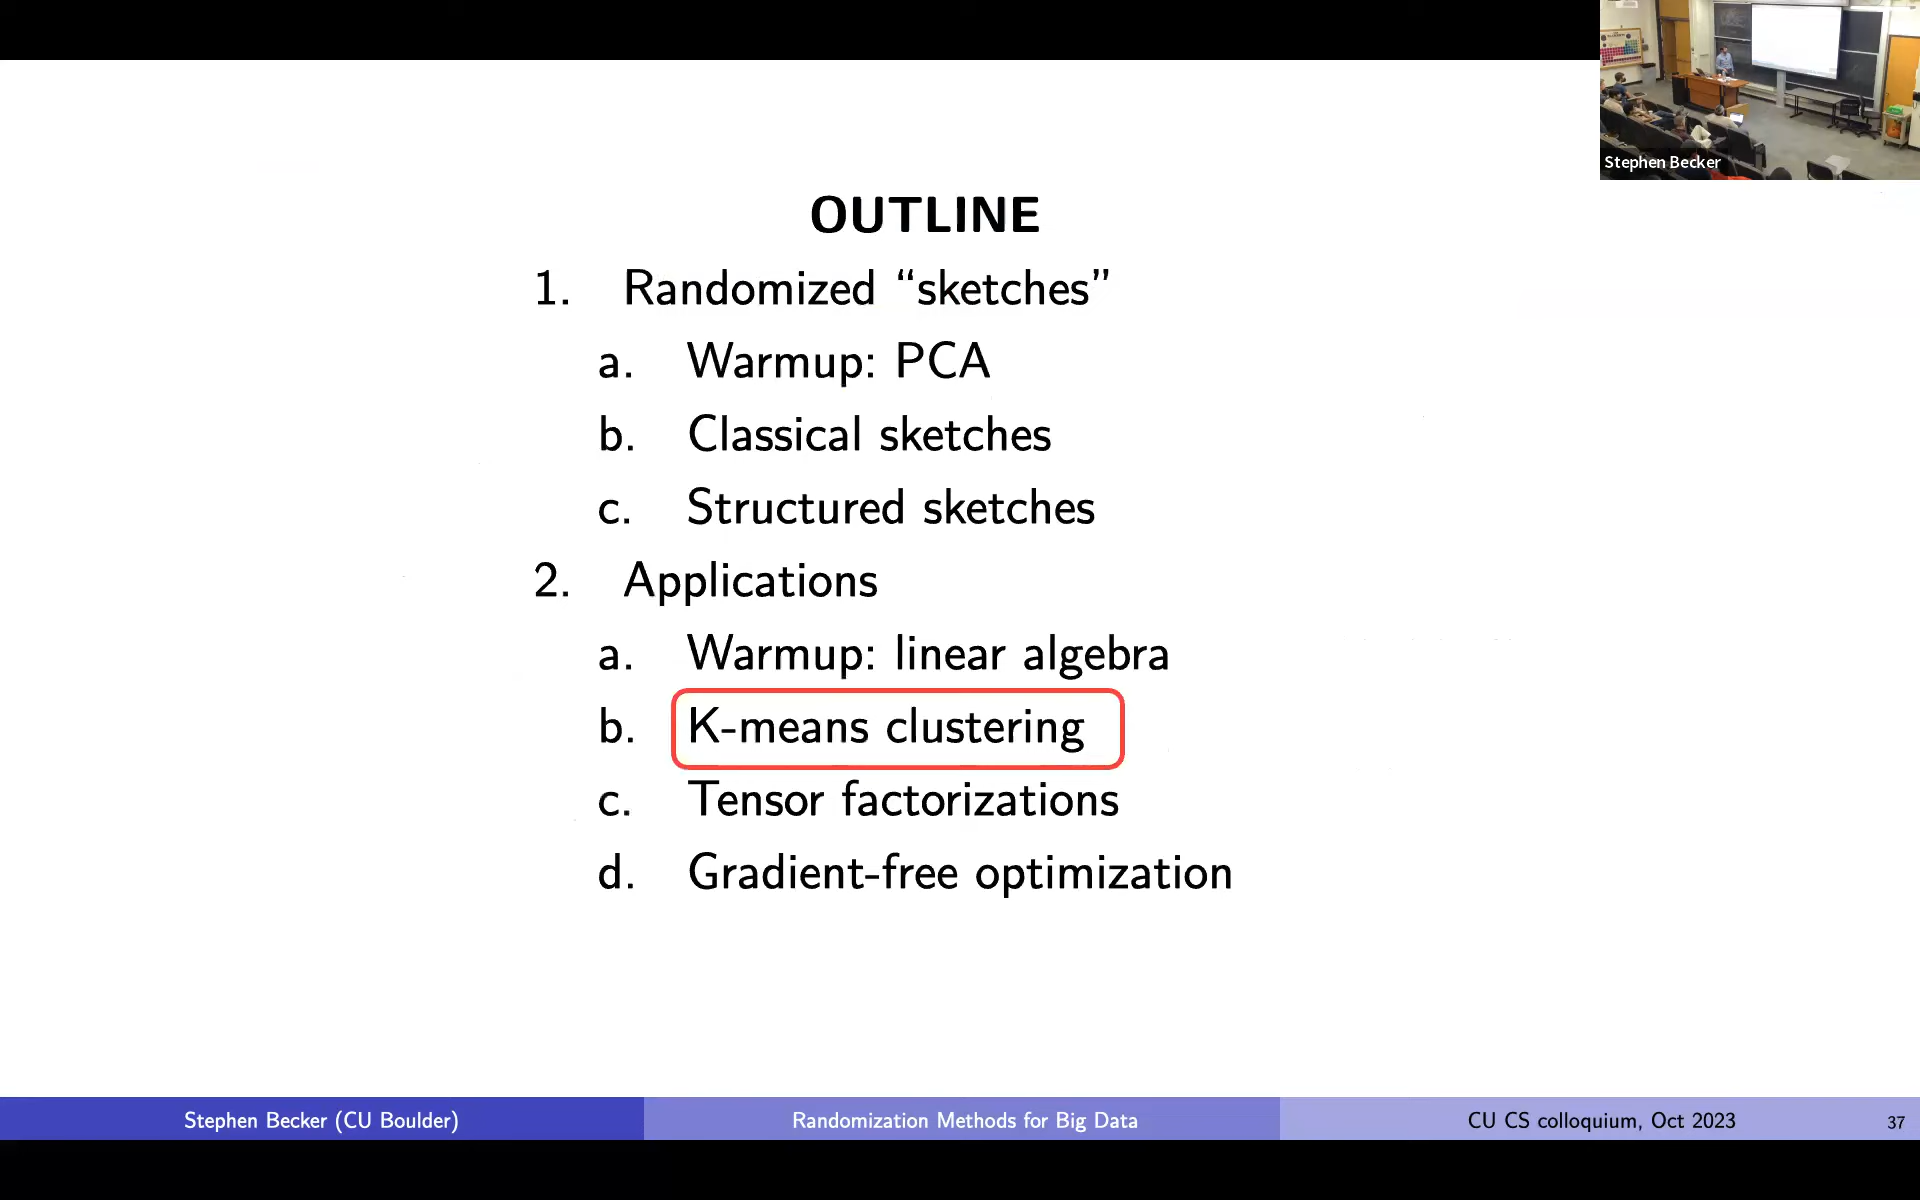 Stephen Becker
OUTLINE
1. Randomized “sketches”
a. Warmup: PCA
b. Classical sketches
c. Structured sketches
2. Applications
a. Warmup: linear algebra
b. K-means clustering
c. Tensor factorizations
d. Gradient-free optimization
Stephen Becker (CU Boulder)
Randomization Methods for Big Data
CU CS colloquium, Oct 2023
37